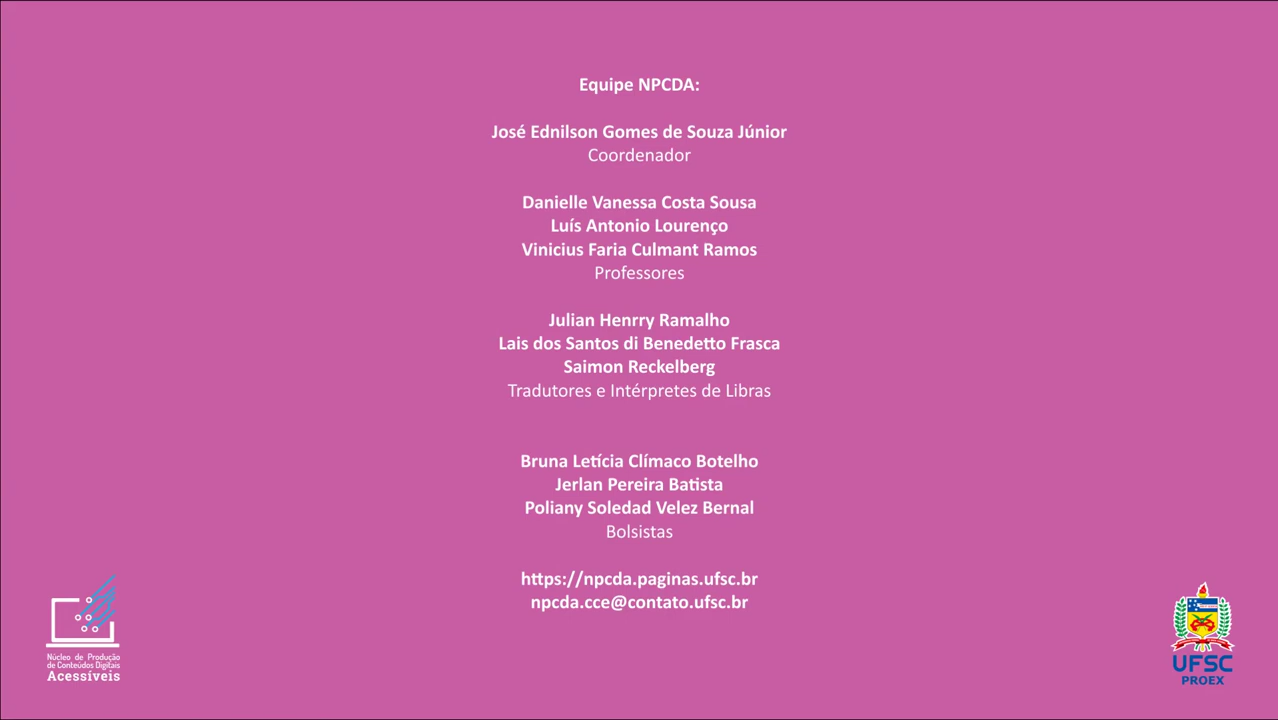 Equipe NPCDA:
José Ednilson Gomes de Souza Júnior
Coordenador
Danielle Vanessa Costa Sousa
Luís Antonio Lourenço
Vinicius Faria Culmant Ramos
Professores
Julian Henrry Ramalho
Lais dos Santos di Benedetto Frasca
Saimon Reckelberg
Tradutores e Intérpretes de Libras
Bruna Letícia Clímaco Botelho
Jerlan Pereira Batista
Poliany Soledad Velez Bernal
Bolsistas
https://npcda.paginas.ufsc.br
npcda.cce@contato.ufsc.br
Núcleo de Produção
de Conteúdos Digitais
Acessíveis
UFSC
PROEX